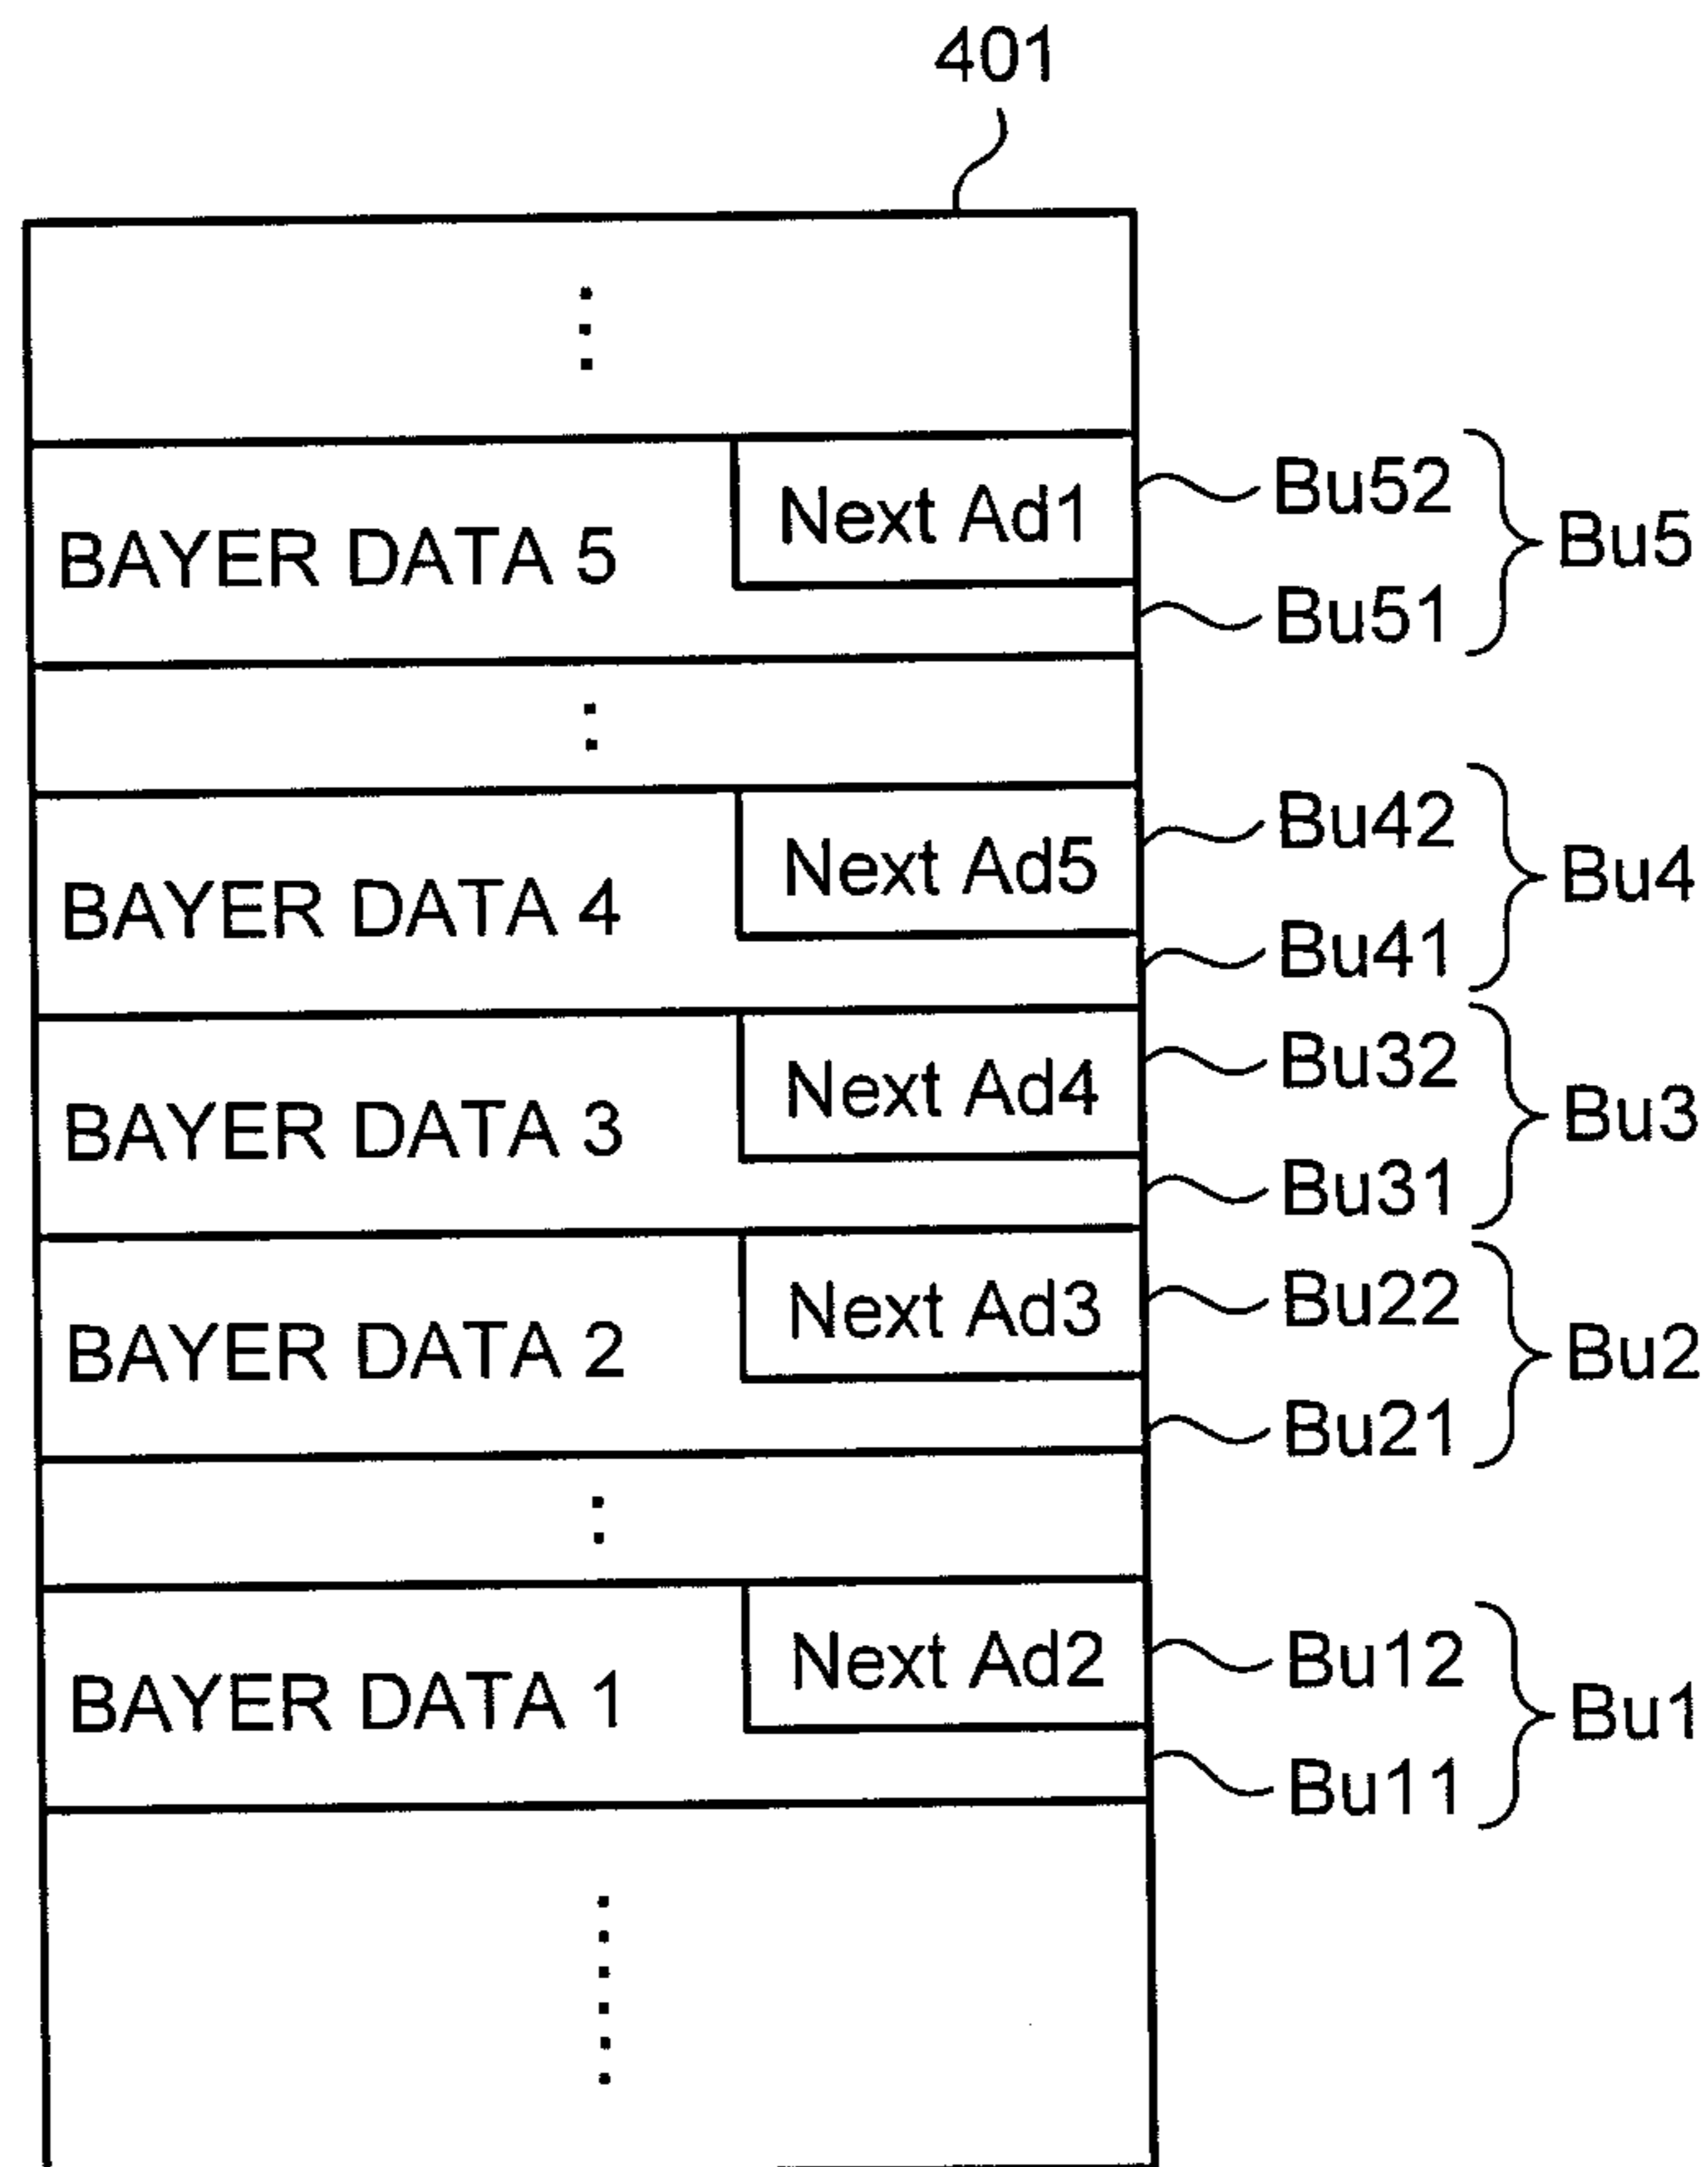 401
Next Ad1
Bu52
BAYER DATA 5
Bu5
Bu51
Next Ad5
Bu42
BAYER DATA 4
Bu4
Bu41
Next Ad4
Bu32
BAYER DATA 3
Bu3
Bu31
Next Ad3
Bu22
BAYER DATA 2
Bu2
Bu21
Next Ad2
Bu12
BAYER DATA 1
Bu1
Bu11